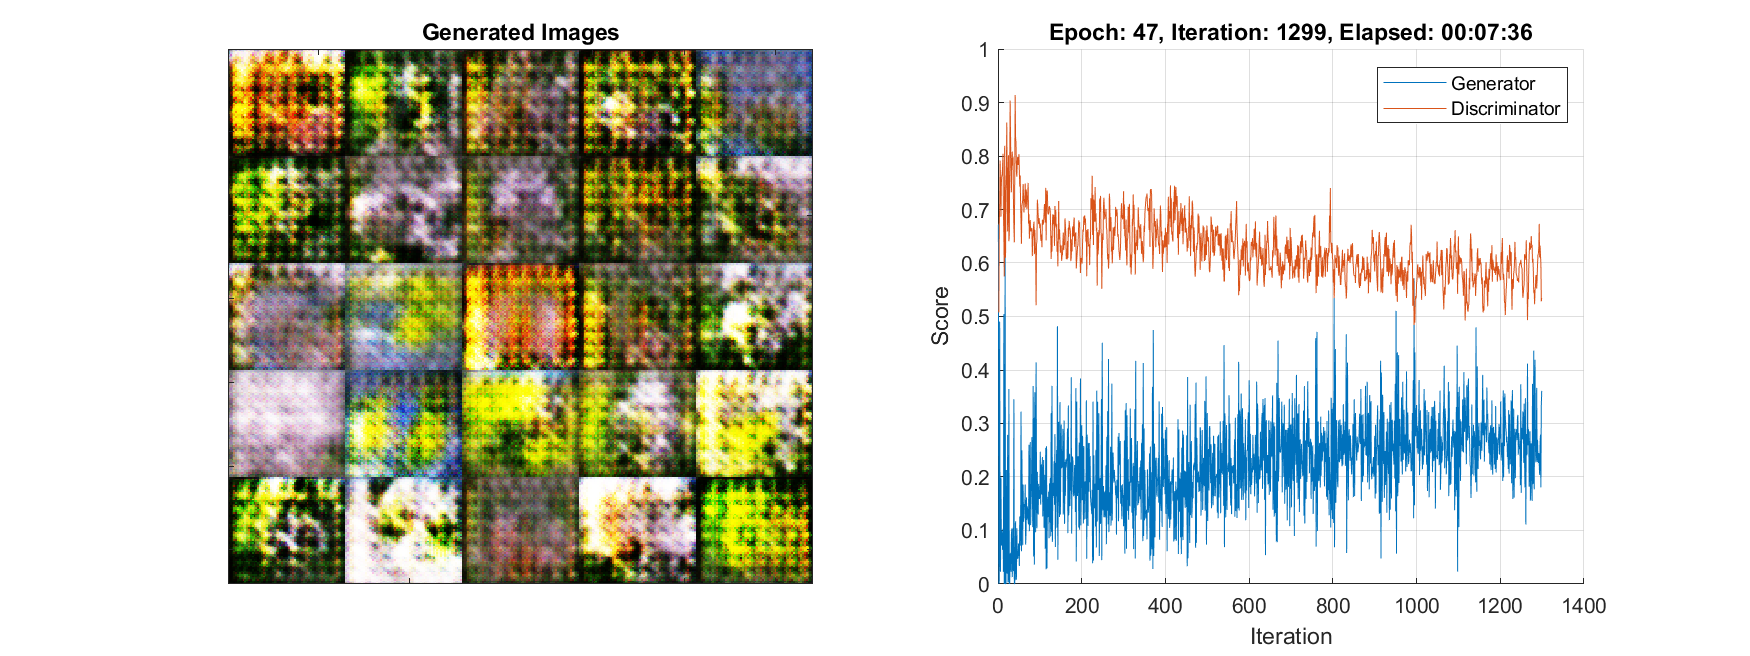 Generated Images
Epoch: 47, Iteration: 1299, Elapsed: 00:07:36
Generator
Discriminator
1
0.9
0.8
0.7
0.6
0.5
0.4
0.3
0.2
0.1
0
Score
0 200 400 600 800 1000 1200 1400
Iteration